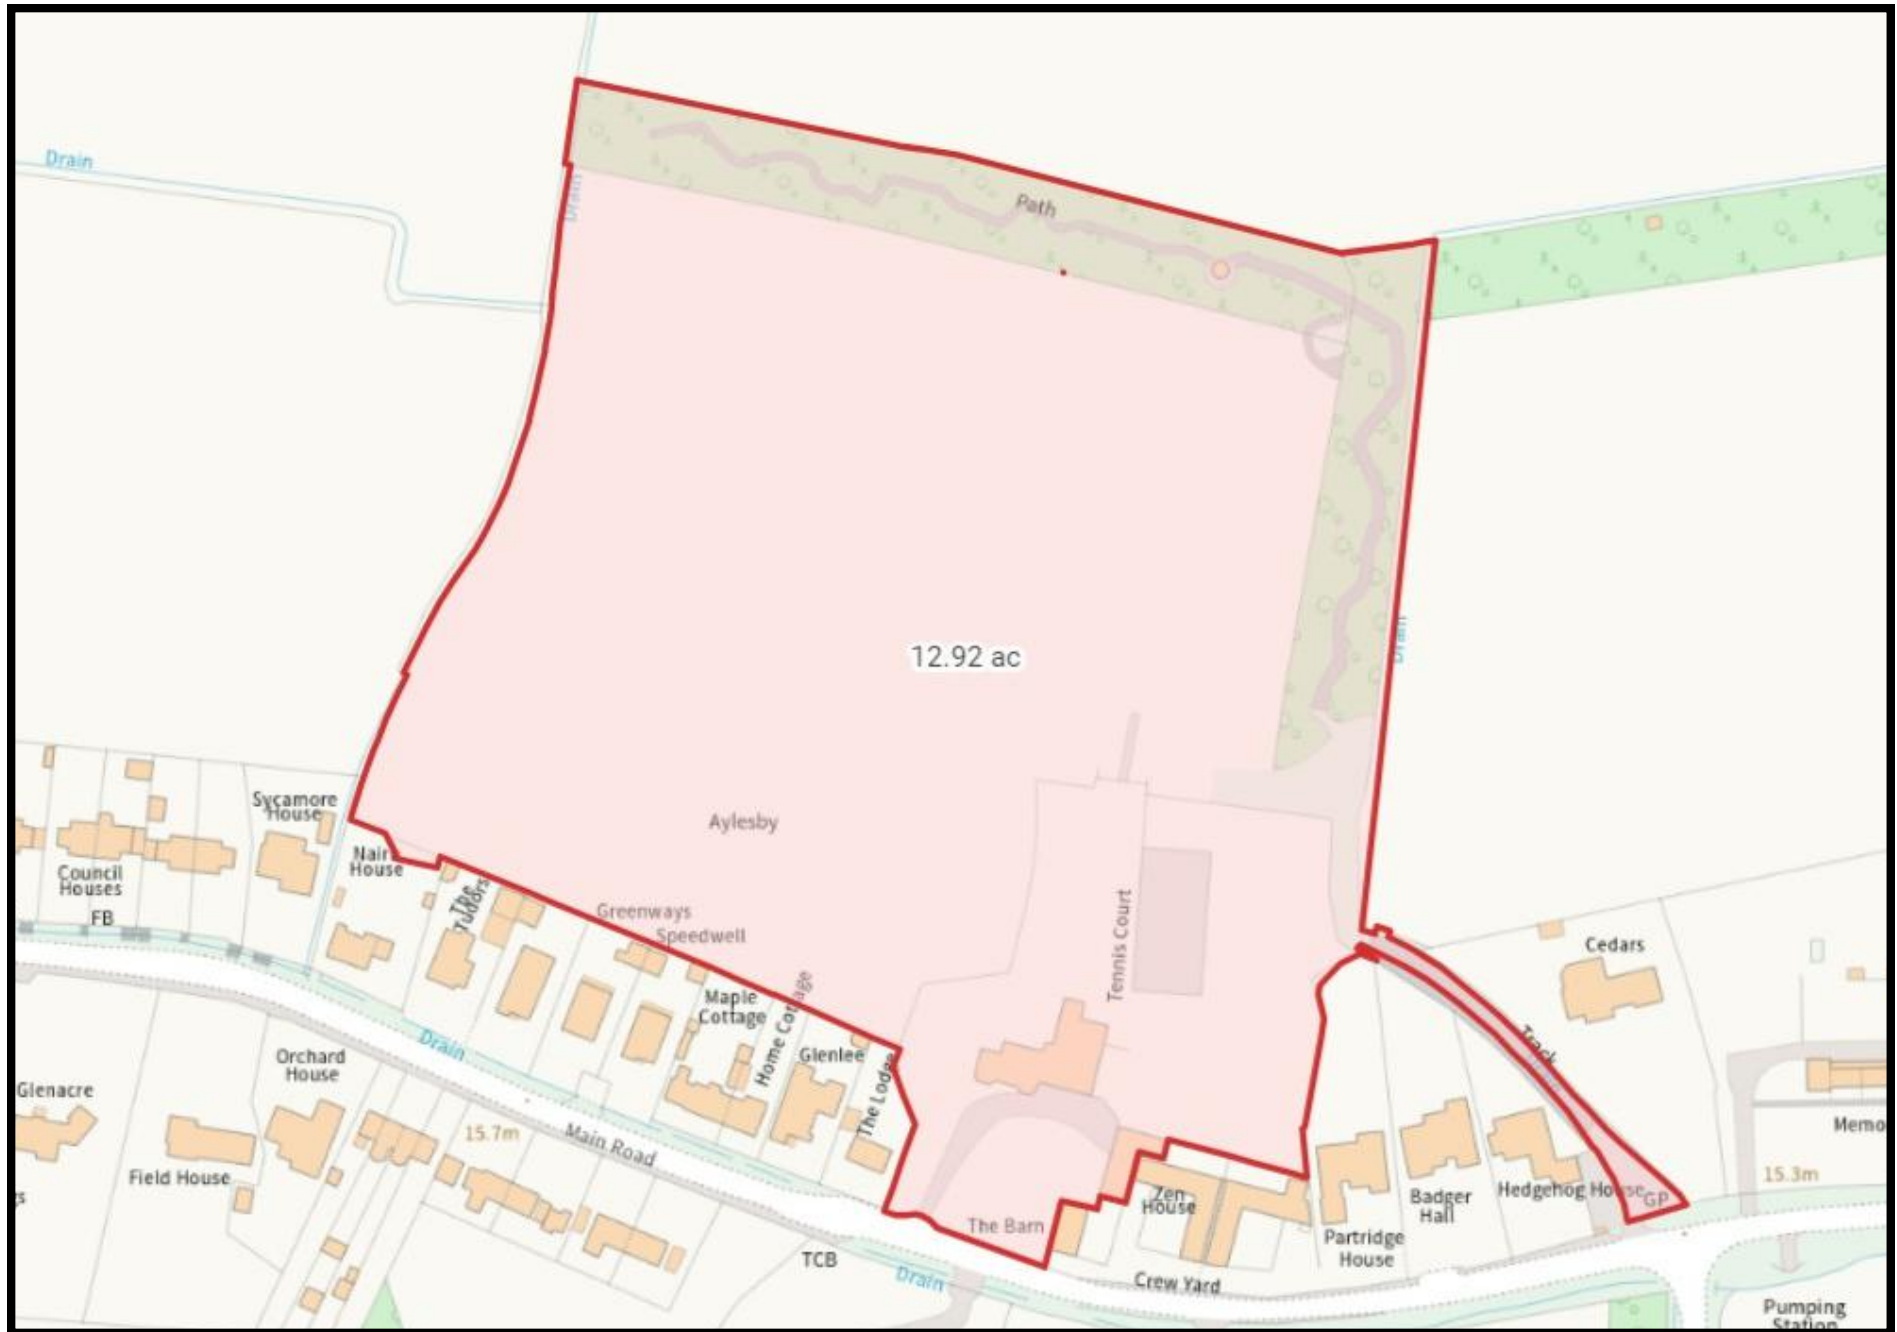 Drain
Drain
Path
Drain
12.92 ac
Sycamore
House
Aylesby
Council
Houses
FB
The
Tudors
Greenways
Speedwell
Tennis Court
Cedars
Maple
Cottage
Home Cottage
Glenlee
The Lodge
Track
Drain
Orchard
House
Glenacre
15.7m
Main Road
Field House
The Barn
Zen
House
Badger
Hall
Hedgehog House
GP
15.3m
Partridge
House
TCB
Drain
Crew Yard
Pumping
Station